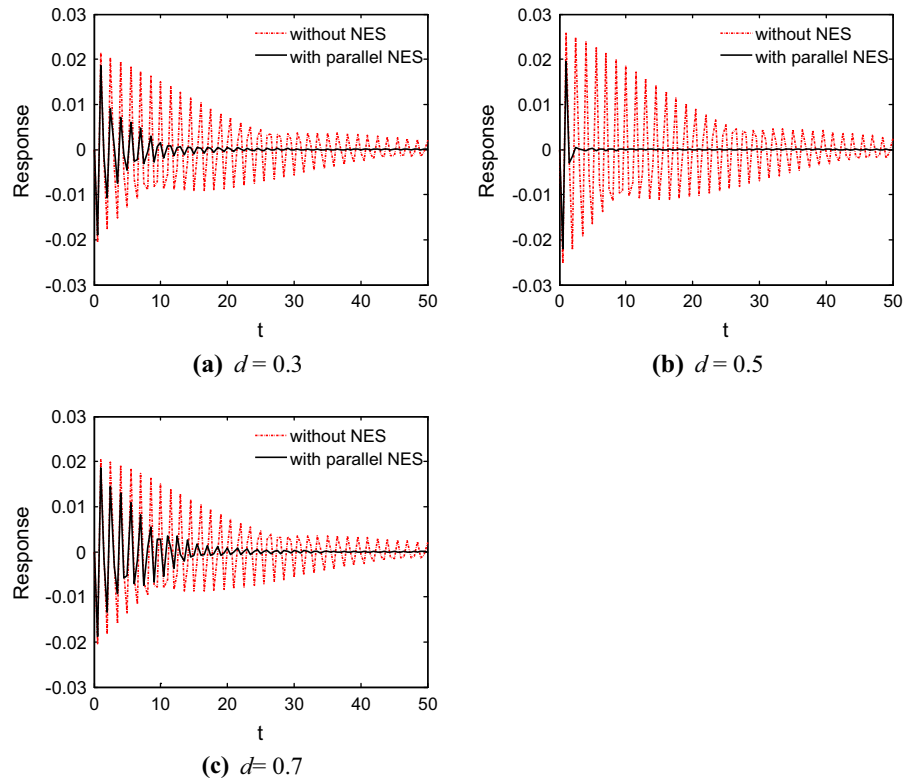 0.03
0.02
0.01
0
-0.01
-0.02
-0.03
Response
without NES
with parallel NES
0 10 20 30 40 50
t
(a) d = 0.3
0.03
0.02
0.01
0
-0.01
-0.02
-0.03
Response
without NES
with parallel NES
0 10 20 30 40 50
t
(b) d = 0.5
0.03
0.02
0.01
0
-0.01
-0.02
-0.03
Response
without NES
with parallel NES
0 10 20 30 40 50
t
(c) d= 0.7